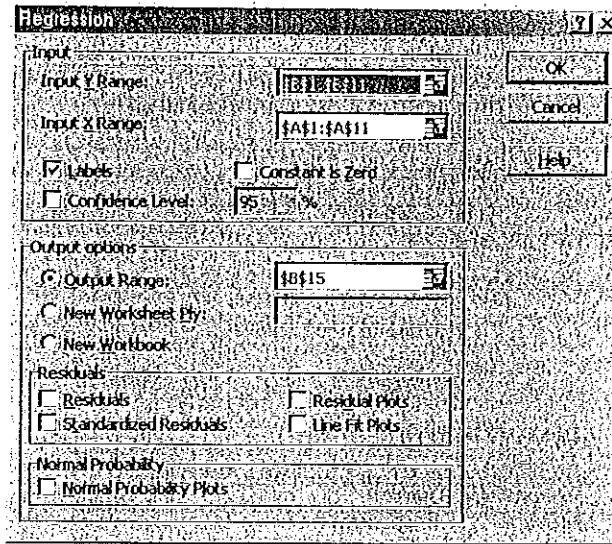 Regression ? X
Input
Input Y Range:
Input X Range: $A$1:$A$11
Labels Constant is Zero
Confidence Level 95 %
OK
Cancel
Help
Output options
Output Range: $B$15
New Worksheet Ply:
New Workbook
Residuals
Residuals Residual Plots
Standardized Residuals Line Fit Plots
Normal Probability
Normal Probability Plots